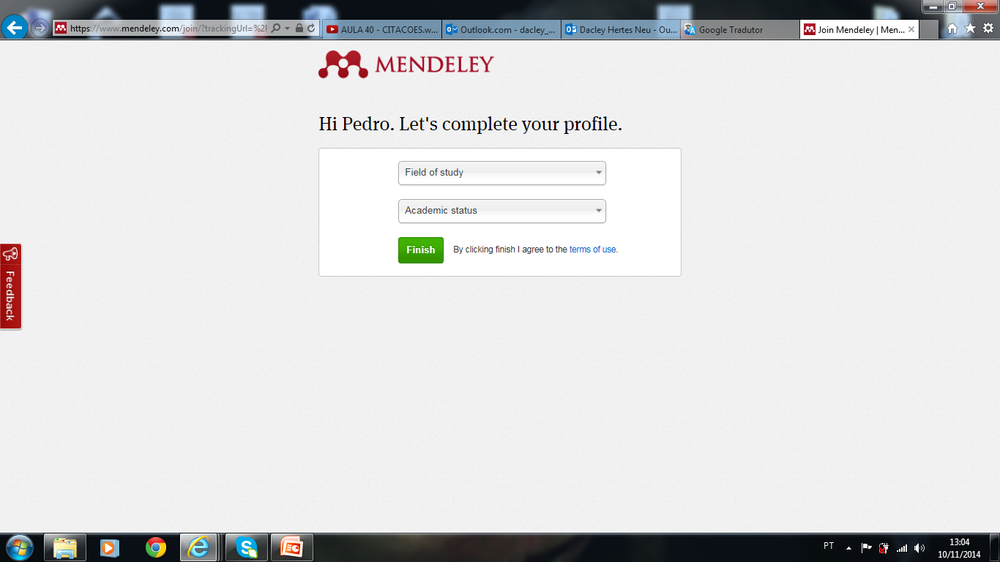 https://www.mendeley.com/join/?trackingUrl=%2F
AULA 40 - CITACOES.w...
Outlook.com - dacley_...
Dacley Hertes Neu - Ou...
Google Tradutor
Join Mendeley | Men...
MENDELEY
Hi Pedro. Let's complete your profile.
Field of study
Academic status
Finish
By clicking finish I agree to the terms of use.
Feedback
PT
13:04
10/11/2014